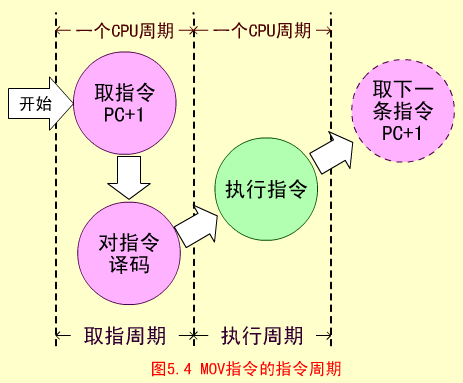 一个CPU周期 一个CPU周期
开始
取指令
PC+1
取下一
条指令
PC+1
执行指令
对指令
译码
取指周期 执行周期
图5.4 MOV指令的指令周期